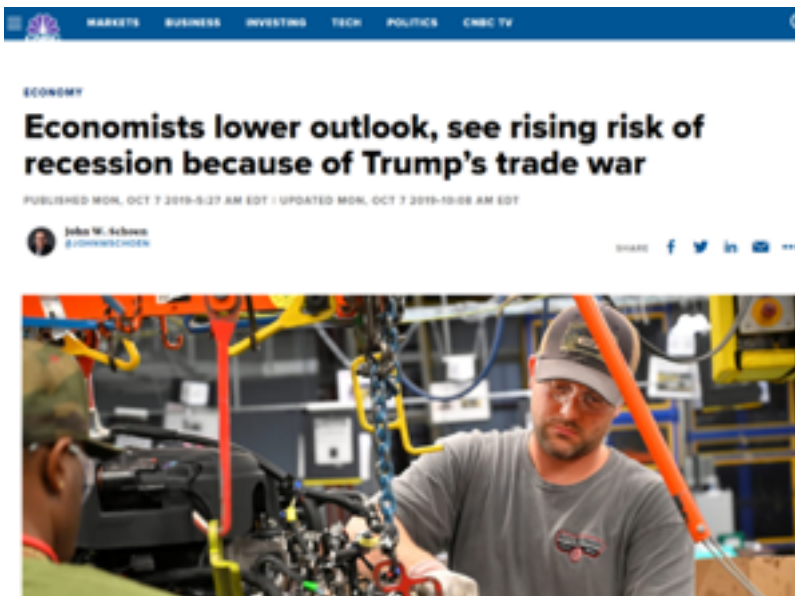 MARKETS BUSINESS INVESTING TECH POLITICS CNBC TV
ECONOMY
Economists lower outlook, see rising risk of
recession because of Trump's trade war
PUBLISHED MON, OCT 7 2019-5:27 AM EDT | UPDATED MON, OCT 7 2019-10:08 AM EDT
John W. Schoen
@JOHNWSCHOEN
SHARE